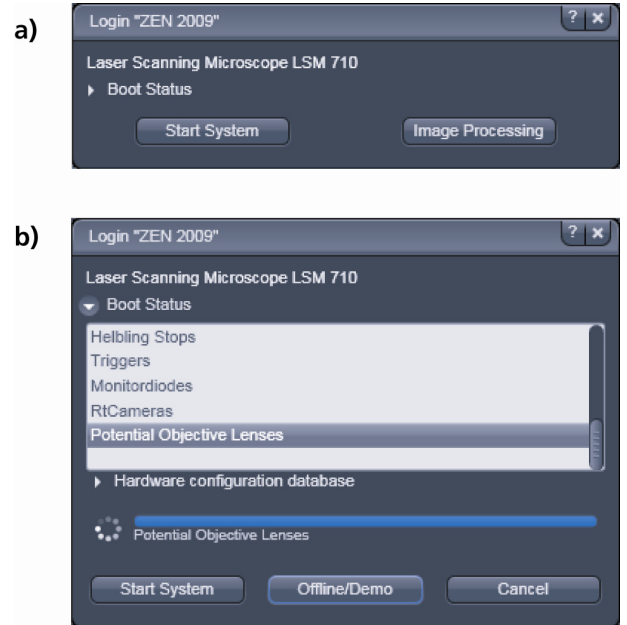 a)
Login "ZEN 2009"
? x
Laser Scanning Microscope LSM 710
Boot Status
Start System Image Processing
b)
Login "ZEN 2009"
? x
Laser Scanning Microscope LSM 710
Boot Status
Helbling Stops
Triggers
Monitordiodes
RtCameras
Potential Objective Lenses
Hardware configuration database
Potential Objective Lenses
Start System Offline/Demo Cancel